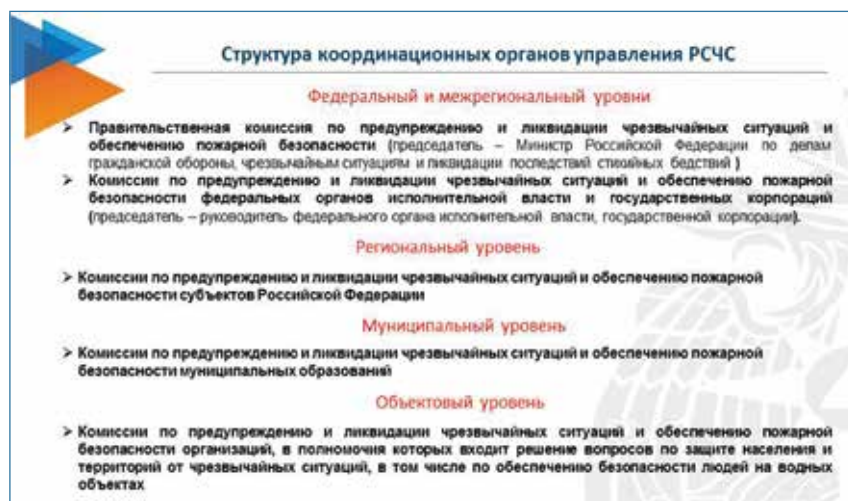 Структура координационных органов управления РСЧС
Федеральный и межрегиональный уровни
➢ Правительственная комиссия по предупреждению и ликвидации чрезвычайных ситуаций и
обеспечению пожарной безопасности (председатель – Министр Российской Федерации по делам
гражданской обороны, чрезвычайным ситуациям и ликвидации последствий стихийных бедствий )
➢ Комиссии по предупреждению и ликвидации чрезвычайных ситуаций и обеспечению пожарной
безопасности федеральных органов исполнительной власти и государственных корпораций
(председатель – руководитель федерального органа исполнительной власти, государственной корпорации).
Региональный уровень
➢ Комиссии по предупреждению и ликвидации чрезвычайных ситуаций и обеспечению пожарной
безопасности субъектов Российской Федерации
Муниципальный уровень
➢ Комиссии по предупреждению и ликвидации чрезвычайных ситуаций и обеспечению пожарной
безопасности муниципальных образований
Объектовый уровень
➢ Комиссии по предупреждению и ликвидации чрезвычайных ситуаций и обеспечению пожарной
безопасности организаций, в полномочия которых входит решение вопросов по защите населения и
территорий от чрезвычайных ситуаций, в том числе по обеспечению безопасности людей на водных
объектах